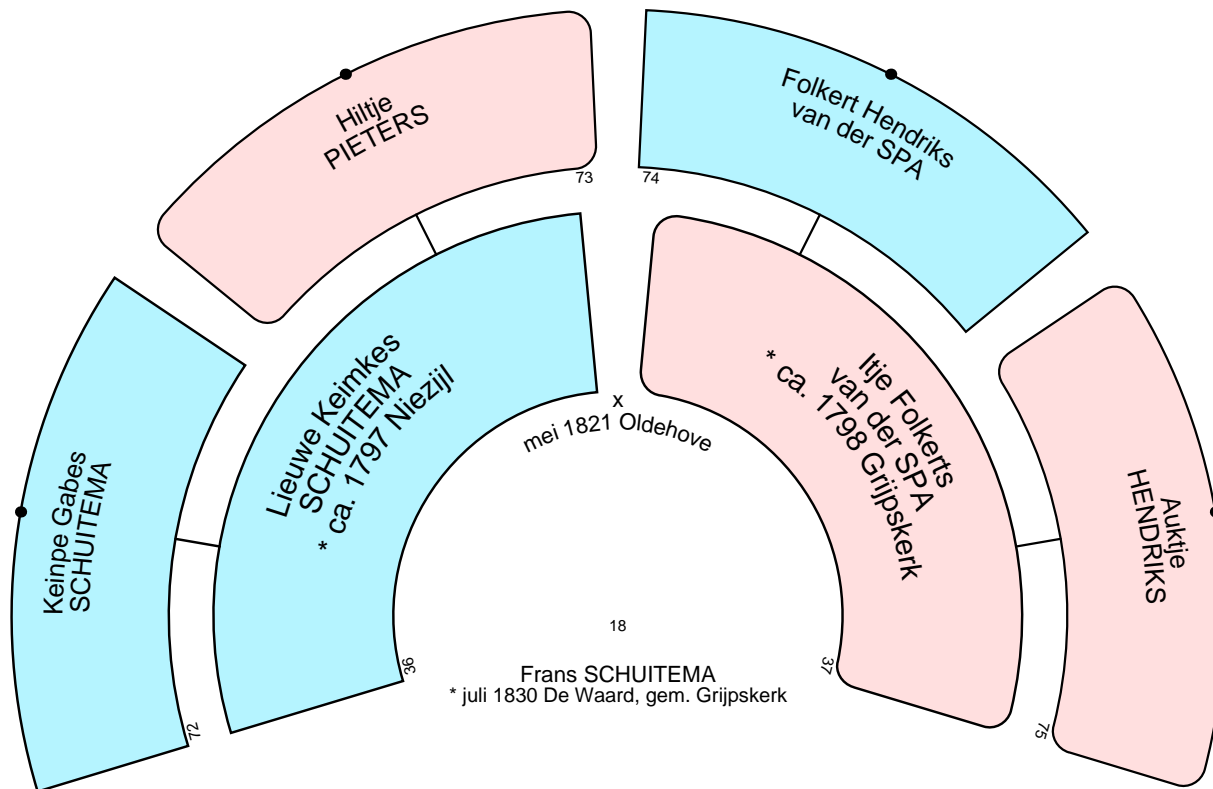 Hiltje
PIETERS
73
Folkert Hendriks
van der SPA
74
Keinpe Gabes
SCHUITEMA
72
Lieuwe Keimkes
SCHUITEMA
* ca. 1797 Niezijl
36
x
mei 1821 Oldehove
Itje Folkerts
van der SPA
* ca. 1798 Grijpskerk
37
Auktje
HENDRIKS
75
18
Frans SCHUITEMA
* juli 1830 De Waard, gem. Grijpskerk